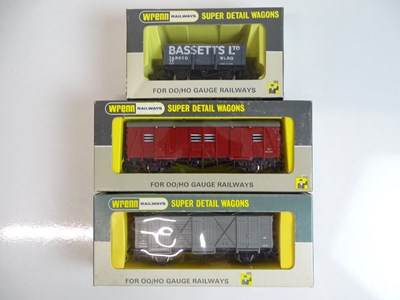 wrenn RAILWAYS SUPER DETAIL WAGONS
BASSETTS LTD
FOR OO/HO GAUGE RAILWAYS
wrenn RAILWAYS SUPER DETAIL WAGONS
FOR OO/HO GAUGE RAILWAYS
wrenn RAILWAYS SUPER DETAIL WAGONS
FOR OO/HO GAUGE RAILWAYS